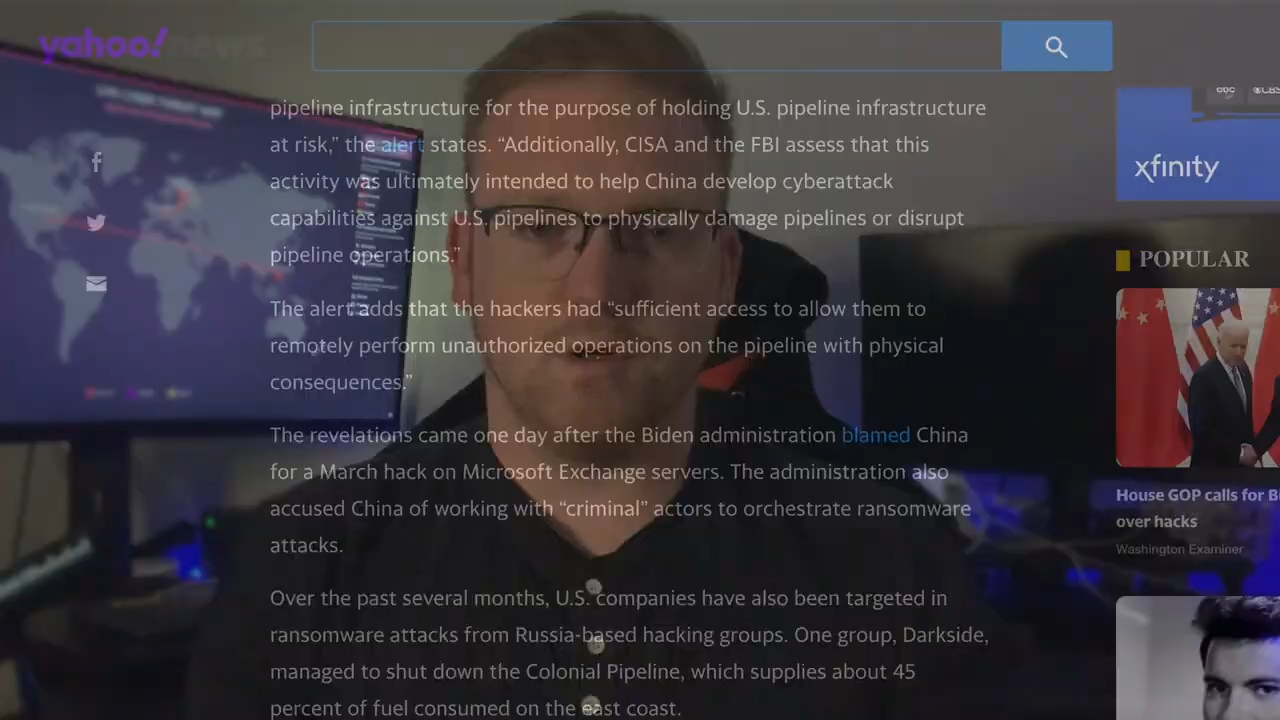 yahoo!news
pipeline infrastructure for the purpose of holding U.S. pipeline infrastructure
at risk,” the alert states. “Additionally, CISA and the FBI assess that this
activity was ultimately intended to help China develop cyberattack
capabilities against U.S. pipelines to physically damage pipelines or disrupt
pipeline operations.”
The alert adds that the hackers had “sufficient access to allow them to
remotely perform unauthorized operations on the pipeline with physical
consequences.”
The revelations came one day after the Biden administration blamed China
for a March hack on Microsoft Exchange servers. The administration also
accused China of working with “criminal” actors to orchestrate ransomware
attacks.
Over the past several months, U.S. companies have also been targeted in
ransomware attacks from Russia-based hacking groups. One group, Darkside,
managed to shut down the Colonial Pipeline, which supplies about 45
percent of fuel consumed on the east coast.
abc
xfinity
POPULAR
House GOP calls for B
over hacks
Washington Examiner